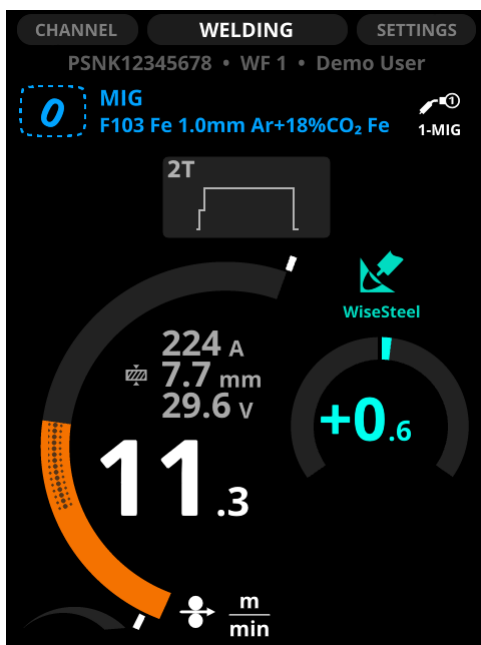 CHANNEL WELDING SETTINGS
PSNK12345678 • WF 1 • Demo User
0 MIG
F103 Fe 1.0mm Ar+18%CO₂ Fe
1
1-MIG
2T
WiseSteel
224 A
7.7 mm
29.6 V
+0.6
11.3
m
min